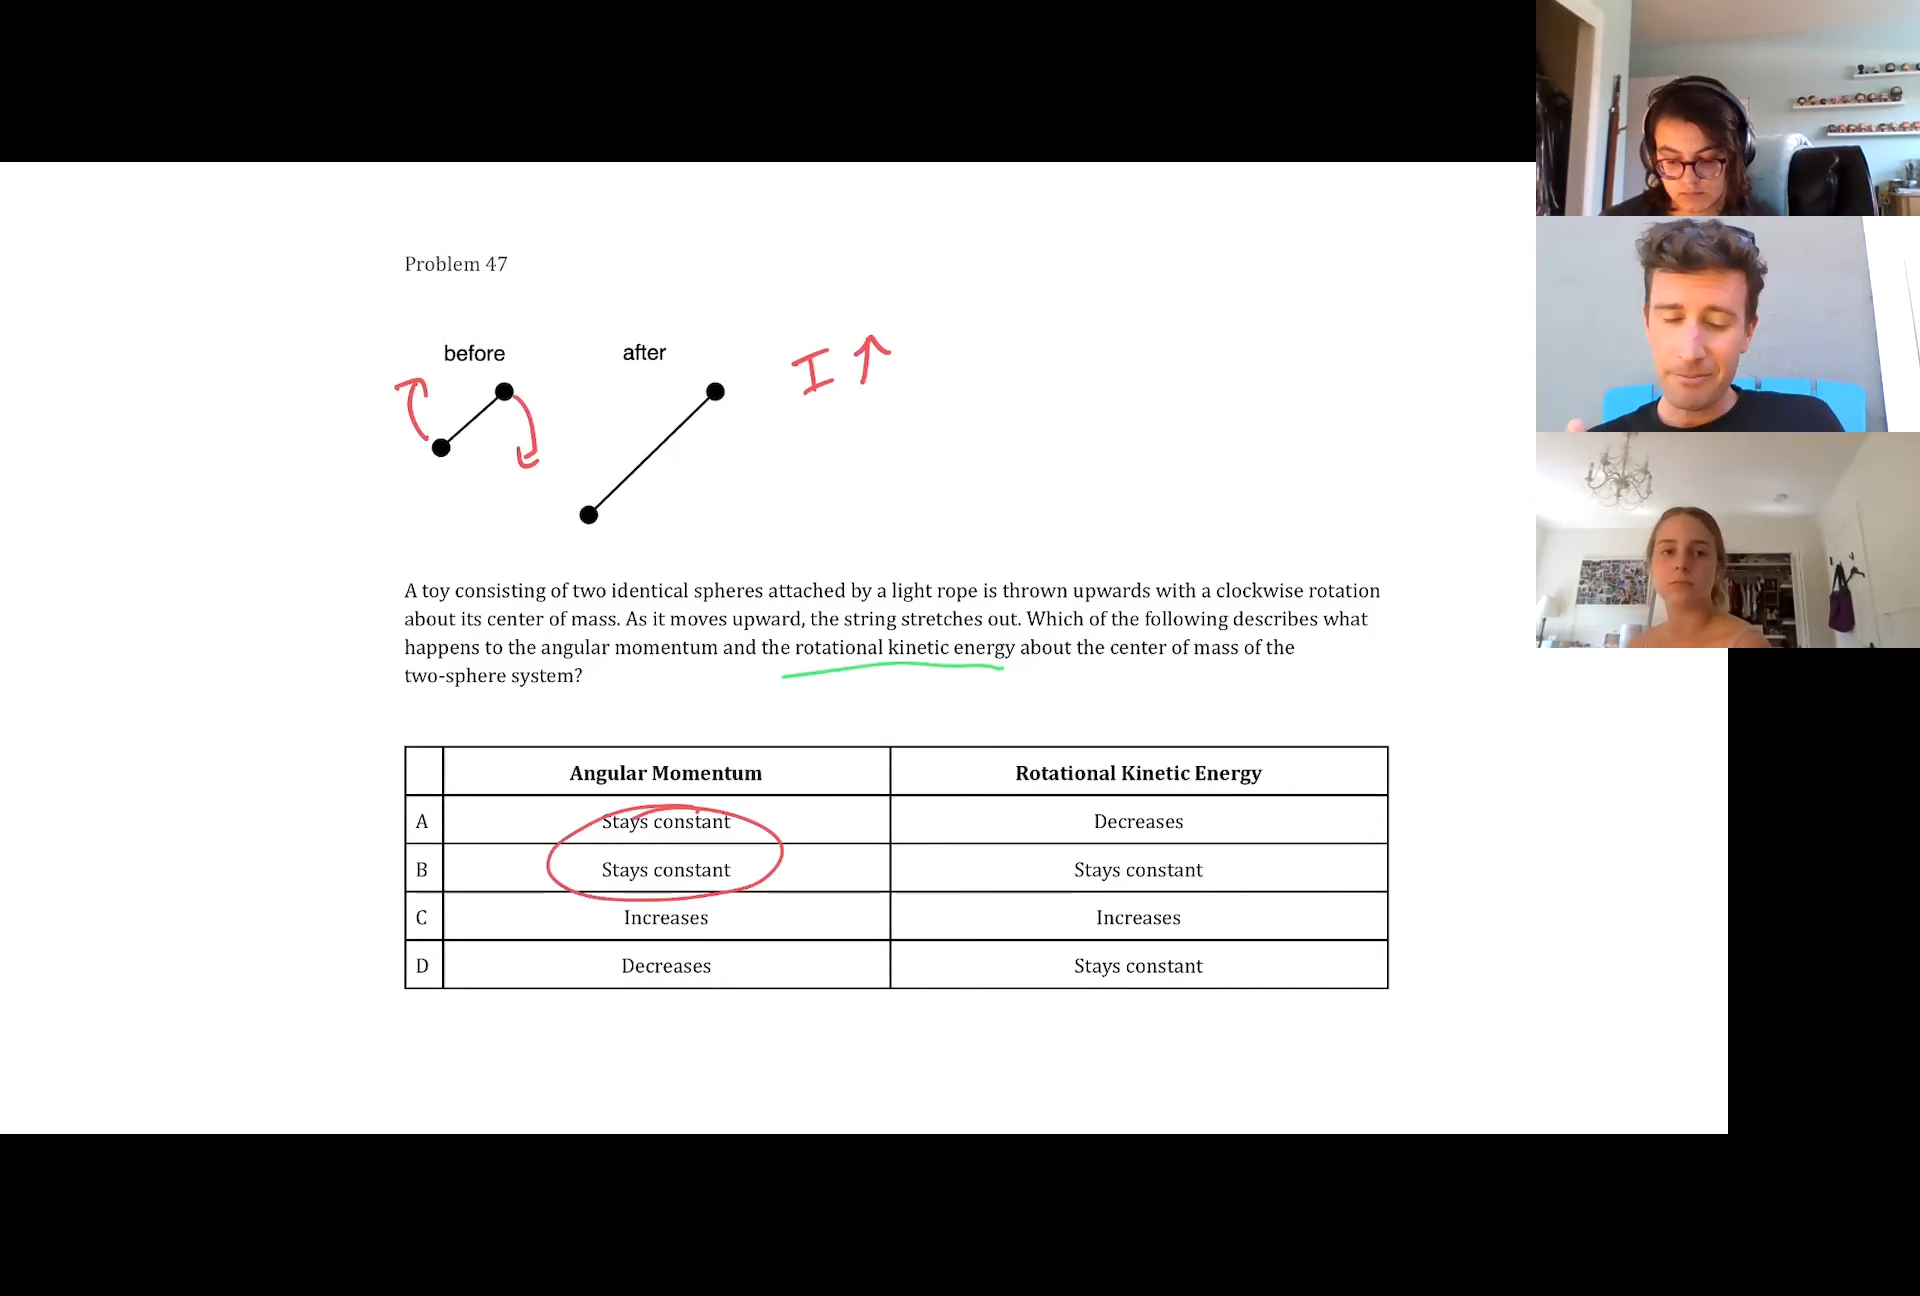 Problem 47
before
after
I ↑
A toy consisting of two identical spheres attached by a light rope is thrown upwards with a clockwise rotation
about its center of mass. As it moves upward, the string stretches out. Which of the following describes what
happens to the angular momentum and the rotational kinetic energy about the center of mass of the
two-sphere system?
Angular Momentum Rotational Kinetic Energy
A Stays constant Decreases
B Stays constant Stays constant
C Increases Increases
D Decreases Stays constant